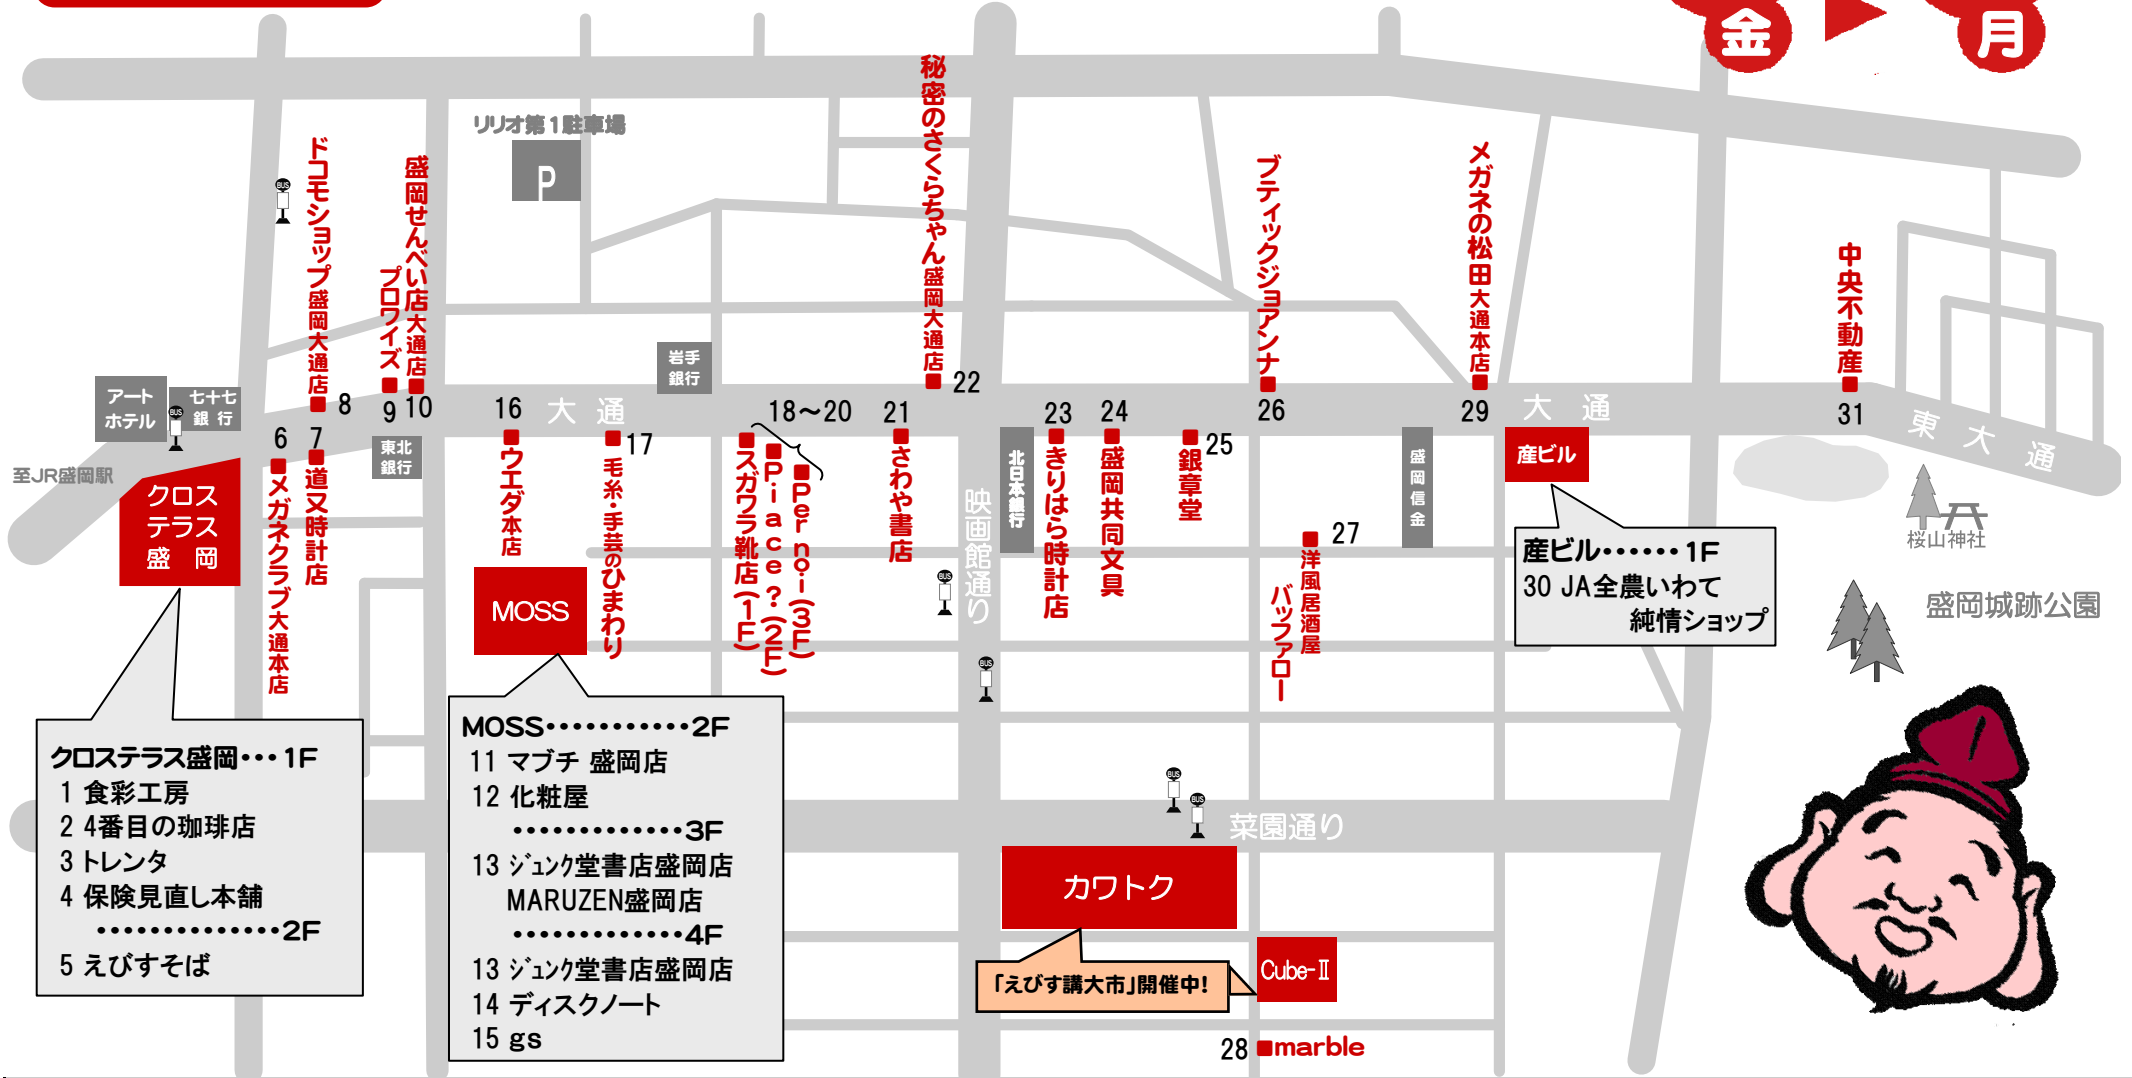 金
月
リリオ第1駐車場
P
BUS
ドコモショップ盛岡大通店
8
プロワイズ
9
盛岡せんべい店大通店
10
秘密のさくらちゃん盛岡大通店
22
ブティックジョアンナ
26
メガネの松田大通本店
29
中央不動産
31
アート
ホテル
BUS
七十七
銀行
岩手
銀行
東北
銀行
至JR盛岡駅
大通
大通
東大通
クロス
テラス
盛岡
6
メガネクラブ大通本店
7
道又時計店
16
ウエダ本店
17
毛糸・手芸のひまわり
18～20
スガワラ靴店(1F)
Piace?(2F)
Per noi(3F)
21
さわや書店
映画館通り
BUS
BUS
北日本銀行
23
きりはら時計店
24
盛岡共同文具
25
銀章堂
27
洋風居酒屋
バッファロー
盛岡信金
産ビル
産ビル・・・・・・1F
30 JA全農いわて
純情ショップ
桜山神社
盛岡城跡公園
MOSS
クロステラス盛岡・・・1F
1 食彩工房
2 4番目の珈琲店
3 トレンタ
4 保険見直し本舗
・・・・・・・・・・・・・・2F
5 えびすそば
MOSS・・・・・・・・・・・2F
11 マブチ 盛岡店
12 化粧屋
・・・・・・・・・・・・・3F
13 ジュンク堂書店盛岡店
MARUZEN盛岡店
・・・・・・・・・・・・・4F
13 ジュンク堂書店盛岡店
14 ディスクノート
15 gs
BUS
BUS
菜園通り
カワトク
「えびす講大市」開催中!
Cube-Ⅱ
28 marble